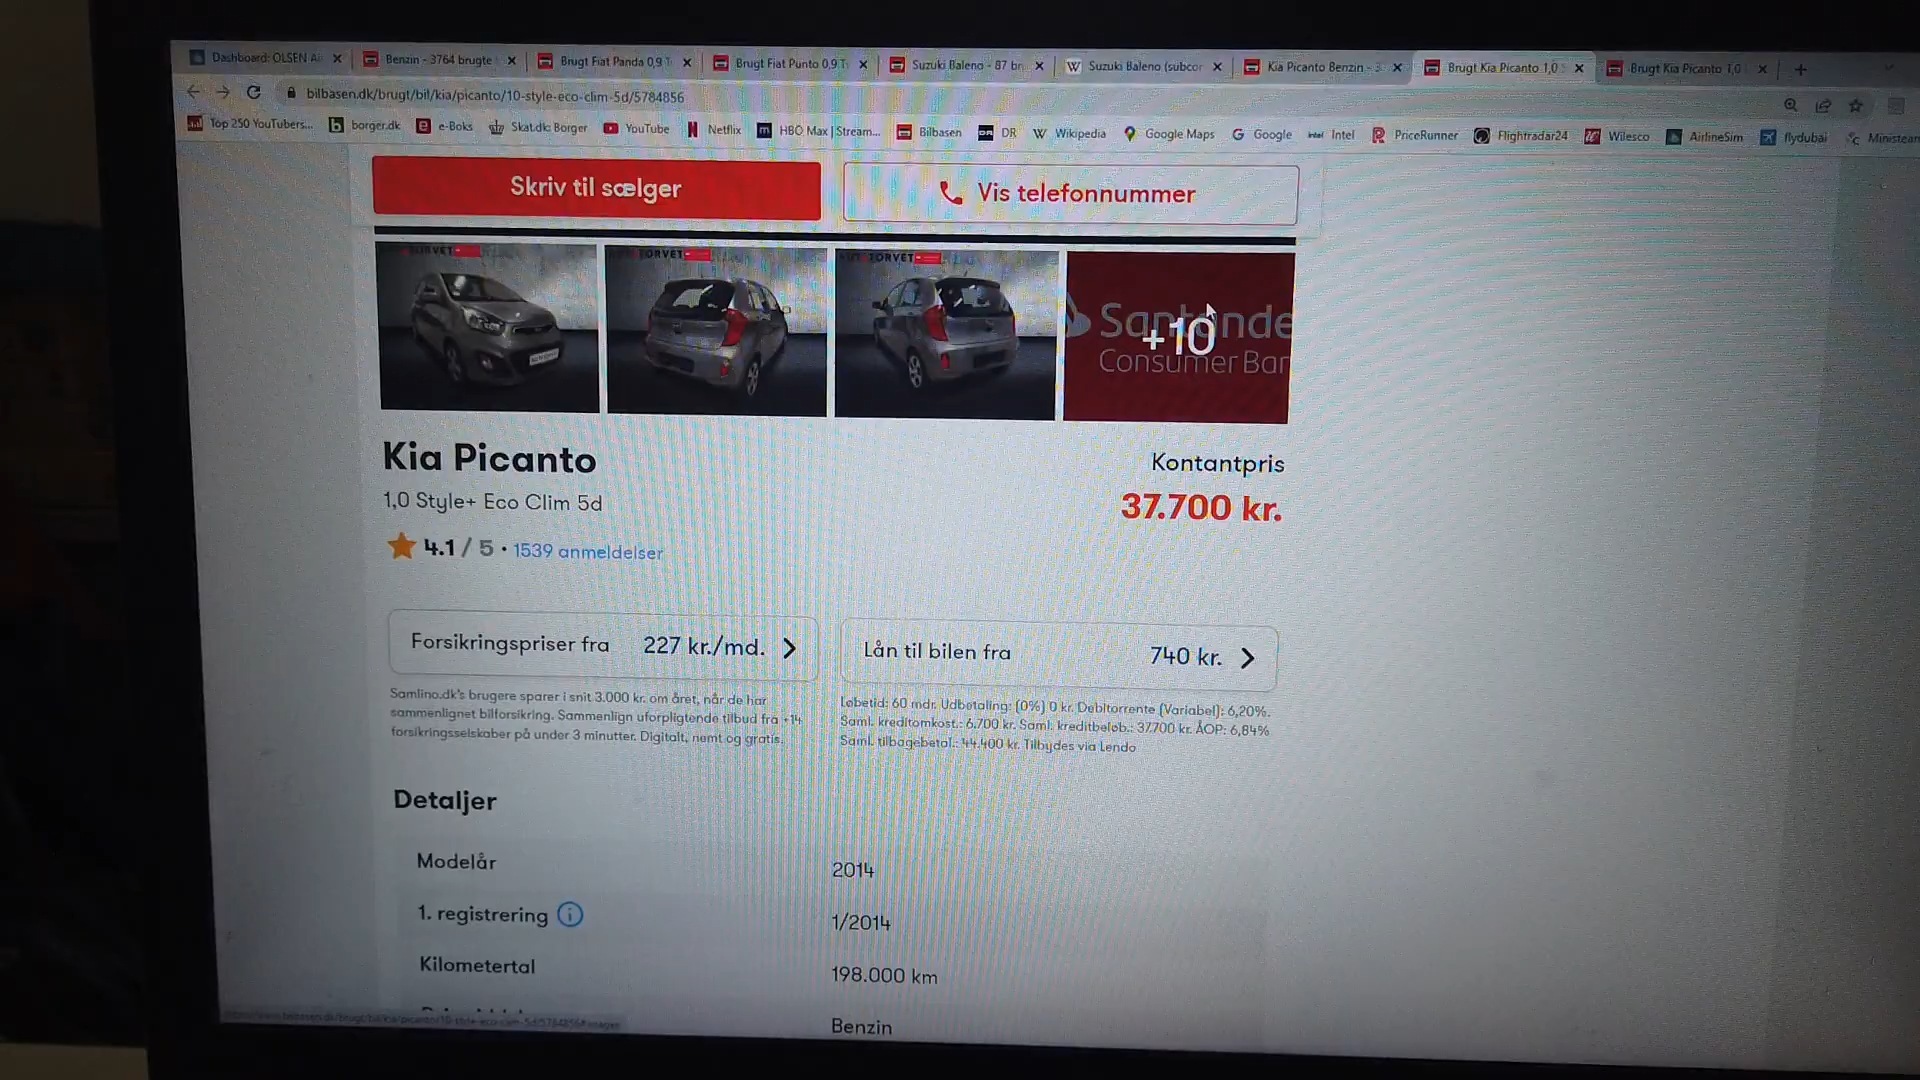 Dashboard: OLSEN Ai
Benzin - 3764 brugte
Brugt Fiat Panda 0,9 T
Brugt Fiat Punto 0,9 T
Suzuki Baleno - 87 br
Suzuki Baleno (subcor
Kia Picanto Benzin - 3
Brugt Kia Picanto 1,0
Brugt Kia Picanto 1,0
bilbasen.dk/brugt/bil/kia/picanto/10-style-eco-clim-5d/5784856
Top 250 YouTubers...
borger.dk
e-Boks
Skat.dk: Borger
YouTube
Netflix
HBO Max | Stream...
Bilbasen
DR
Wikipedia
Google Maps
Google
Intel
PriceRunner
Flightradar24
Wilesco
AirlineSim
flydubai
Ministeam
Skriv til sælger
Vis telefonnummer
Santande
+10
Consumer Ban
Kia Picanto
Kontantpris
1,0 Style+ Eco Clim 5d
37.700 kr.
4.1 / 5 • 1539 anmeldelser
Forsikringspriser fra 227 kr./md.
Lån til bilen fra 740 kr.
Samlino.dk's brugere sparer i snit 3.000 kr. om året, når de har
sammenlignet bilforsikring. Sammenlign uforpligtende tilbud fra +14
forsikringsselskaber på under 3 minutter. Digitalt, nemt og gratis.
Løbetid: 60 mdr. Udbetaling: (0%) 0 kr. Debitorrente (Variabel): 6,20%.
Saml. kreditomkost.: 6.700 kr. Saml. kreditbeløb.: 37.700 kr. ÅOP: 6,84%
Saml. tilbagebetal.: 44.400 kr. Tilbydes via Lendo
Detaljer
Modelår 2014
1. registrering 1/2014
Kilometertal 198.000 km
Benzin